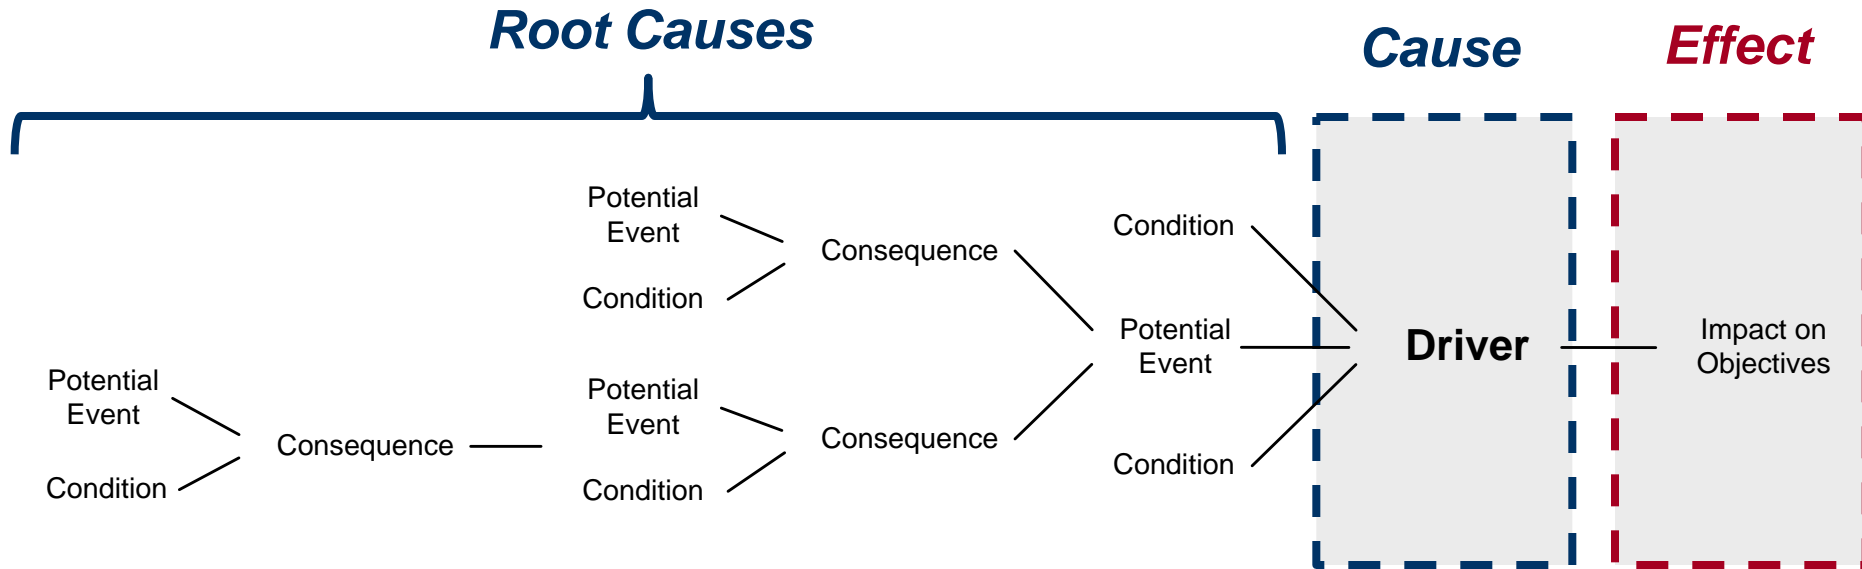 Root Causes
Cause
Effect
Potential
Event
Condition
Consequence
Potential
Event
Condition
Consequence
Potential
Event
Condition
Consequence
Condition
Potential
Event
Condition
Driver
Impact on
Objectives